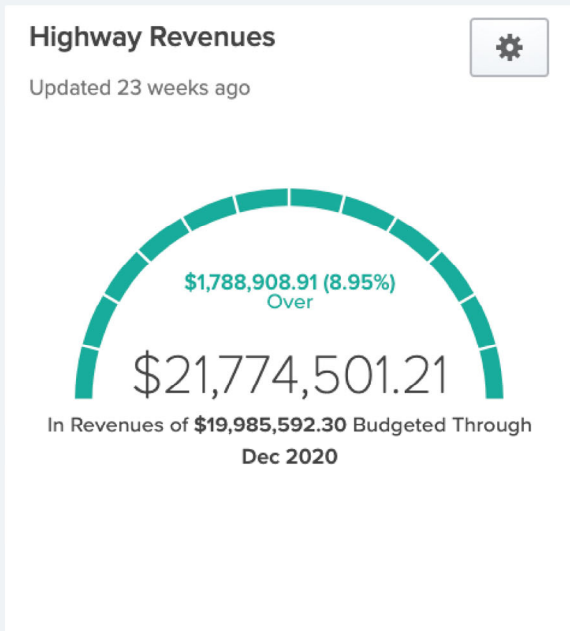 Highway Revenues
Updated 23 weeks ago
$1,788,908.91 (8.95%)
Over
$21,774,501.21
In Revenues of $19,985,592.30 Budgeted Through
Dec 2020